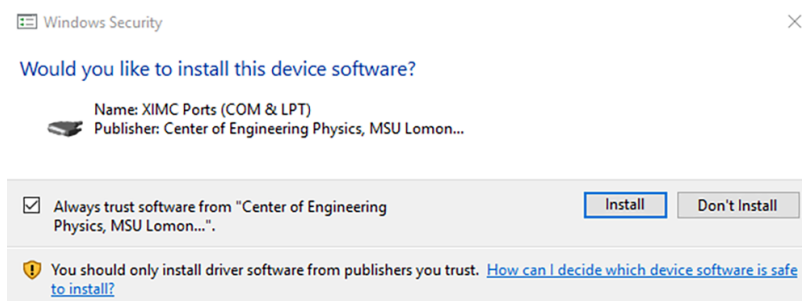 Windows Security
Would you like to install this device software?
Name: XIMC Ports (COM & LPT)
Publisher: Center of Engineering Physics, MSU Lomon...
Always trust software from "Center of Engineering
Physics, MSU Lomon...".
Install
Don't Install
You should only install driver software from publishers you trust. How can I decide which device software is safe
to install?